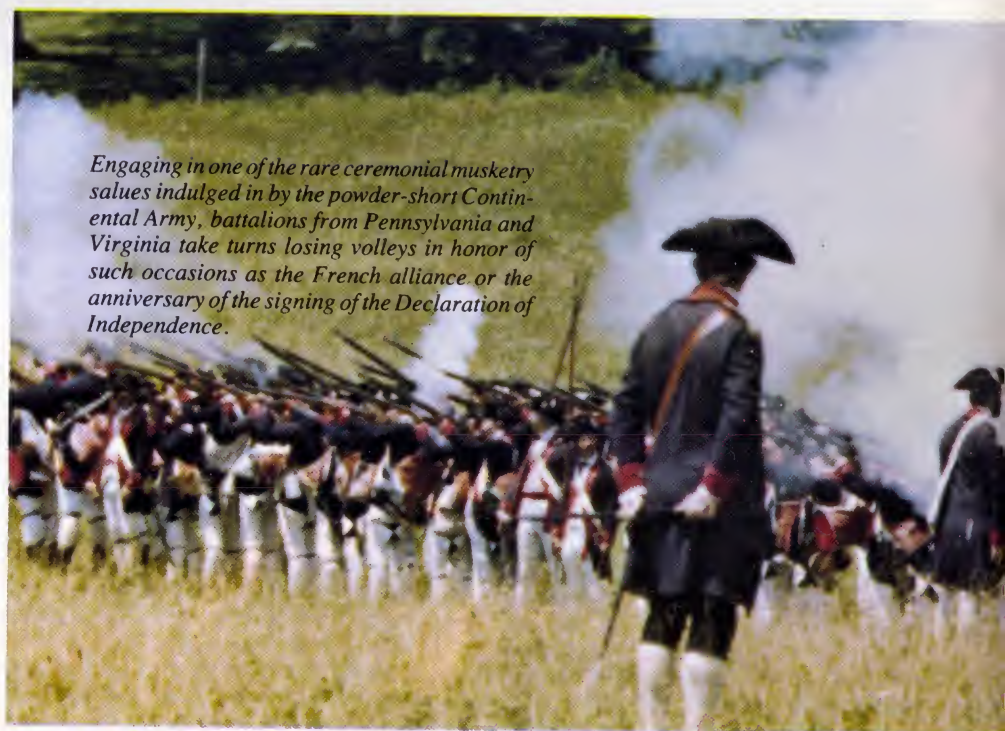 Engaging in one of the rare ceremonial musketry
salues indulged in by the powder-short Contin-
ental Army, battalions from Pennsylvania and
Virginia take turns losing volleys in honor of
such occasions as the French alliance or the
anniversary of the signing of the Declaration of
Independence.